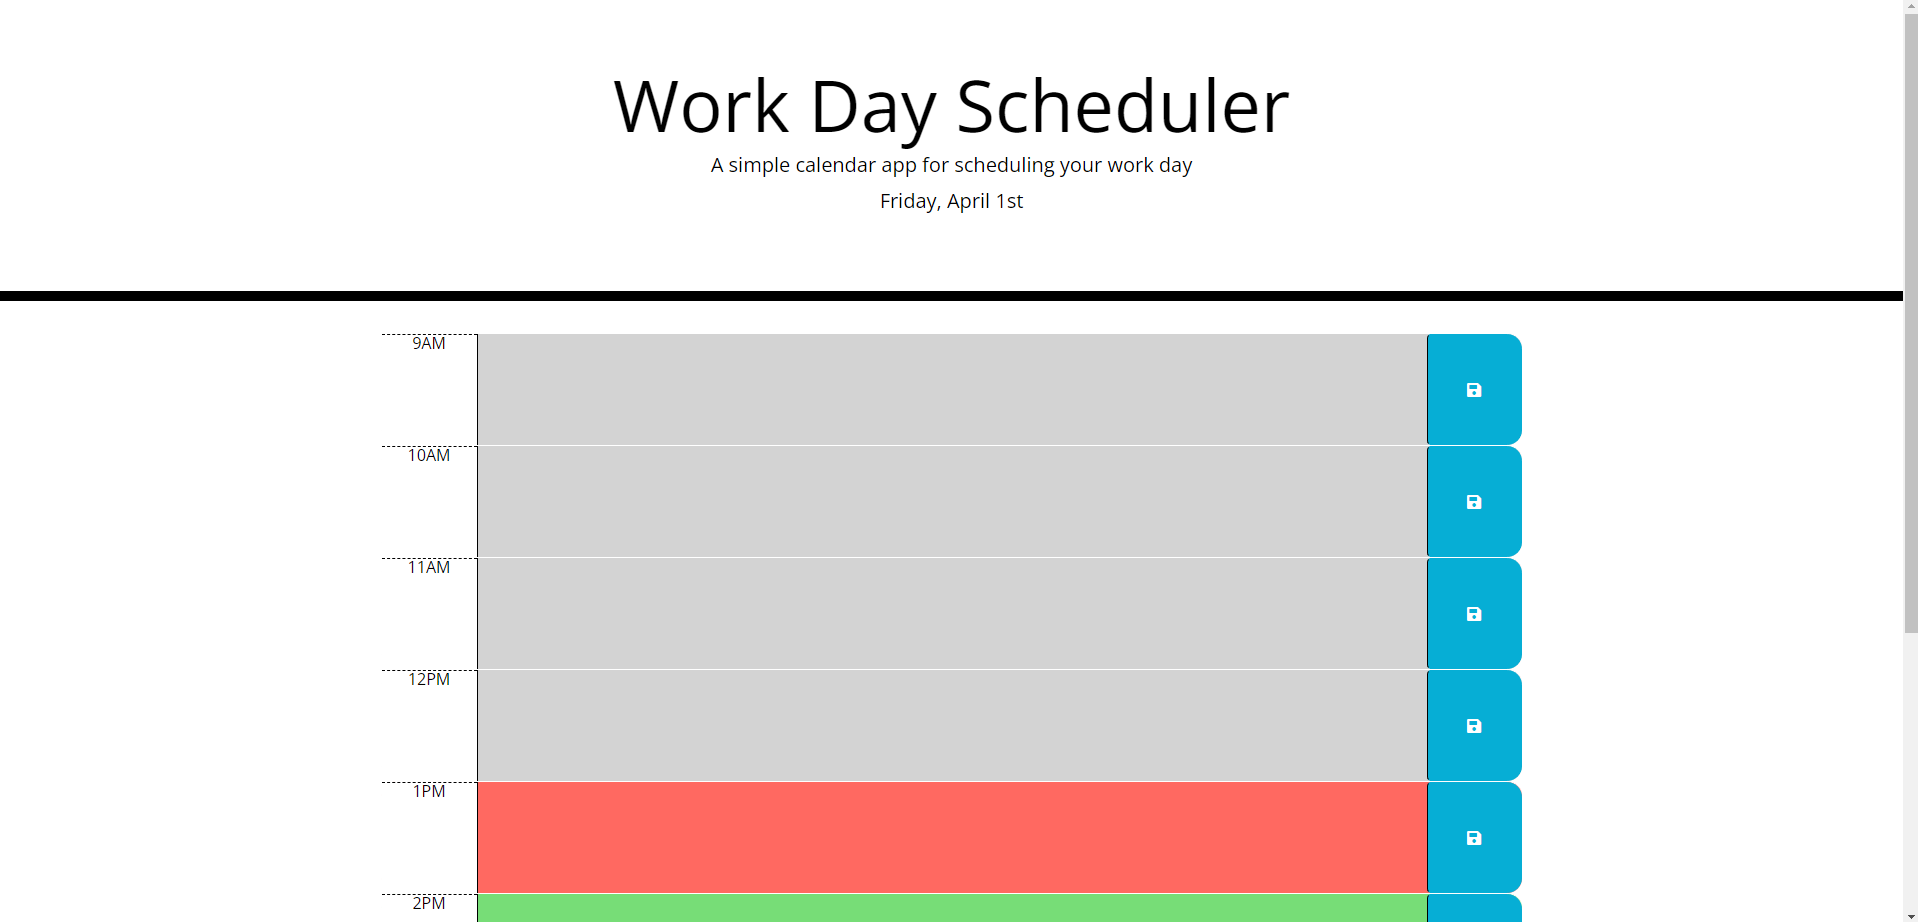 Work Day Scheduler
A simple calendar app for scheduling your work day
Friday, April 1st
9AM
10AM
11AM
12PM
1PM
2PM